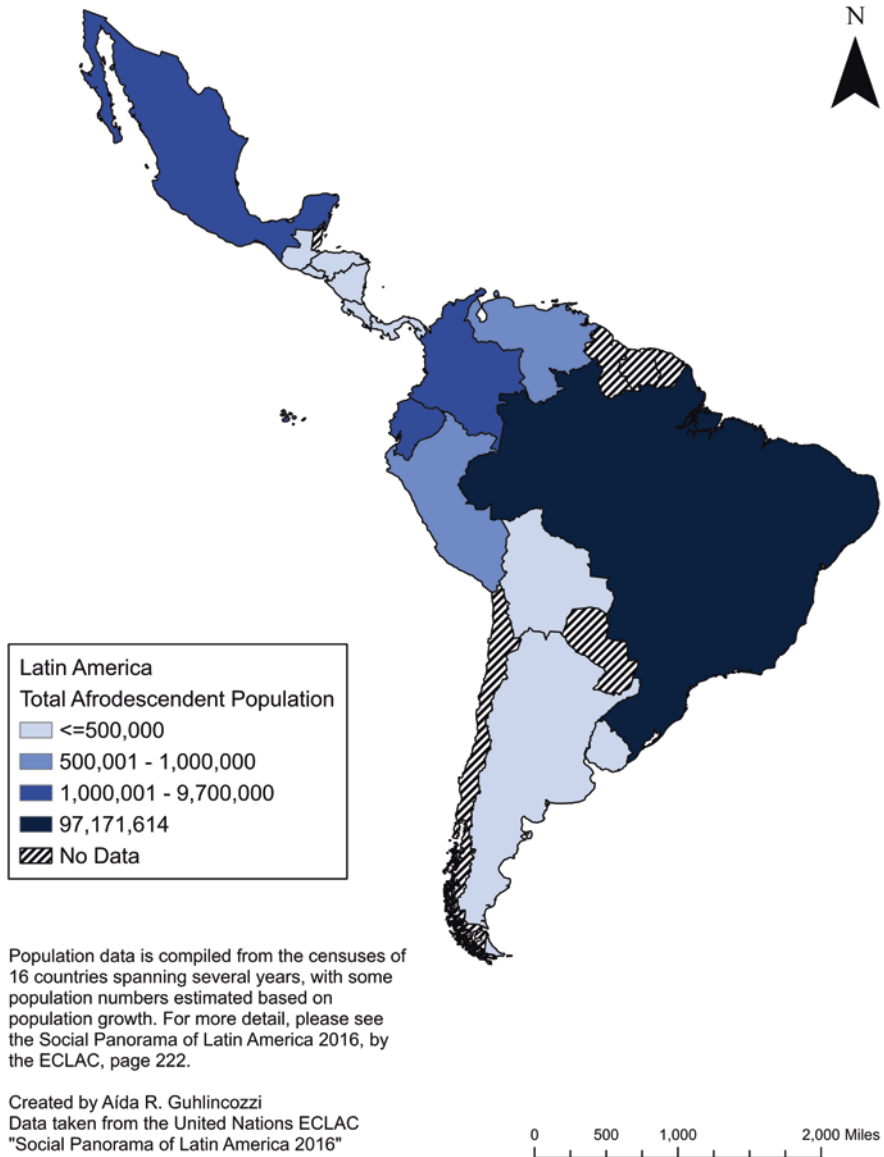 N
Latin America
Total Afrodescendent Population
<=500,000
500,001 - 1,000,000
1,000,001 - 9,700,000
97,171,614
No Data
Population data is compiled from the censuses of
16 countries spanning several years, with some
population numbers estimated based on
population growth. For more detail, please see
the Social Panorama of Latin America 2016, by
the ECLAC, page 222.
Created by Aída R. Guhlincozzi
Data taken from the United Nations ECLAC
"Social Panorama of Latin America 2016"
0 500 1,000 2,000 Miles